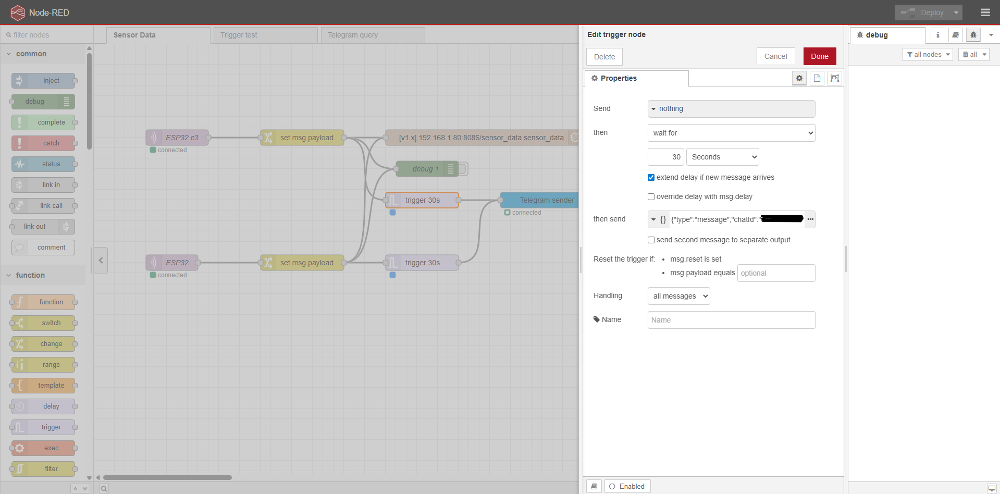 Node-RED
Deploy
filter nodes
Sensor Data
Trigger test
Telegram query
Edit trigger node
debug
i
Delete
Cancel
Done
all nodes
all
common
Properties
inject
debug
complete
catch
status
link in
link call
link out
comment
function
function
switch
change
range
template
delay
trigger
exec
filter
ESP32 c3
connected
set msg.payload
[v1.x] 192.168.1.80:8086/sensor_data sensor_data
debug 1
trigger 30s
Telegram sender
connected
ESP32
connected
set msg.payload
trigger 30s
Send
nothing
then
wait for
30
Seconds
extend delay if new message arrives
override delay with msg.delay
then send
{} {"type":"message","chatId":"
send second message to separate output
Reset the trigger if:
• msg.reset is set
• msg.payload equals
optional
Handling
all messages
Name
Name
Enabled